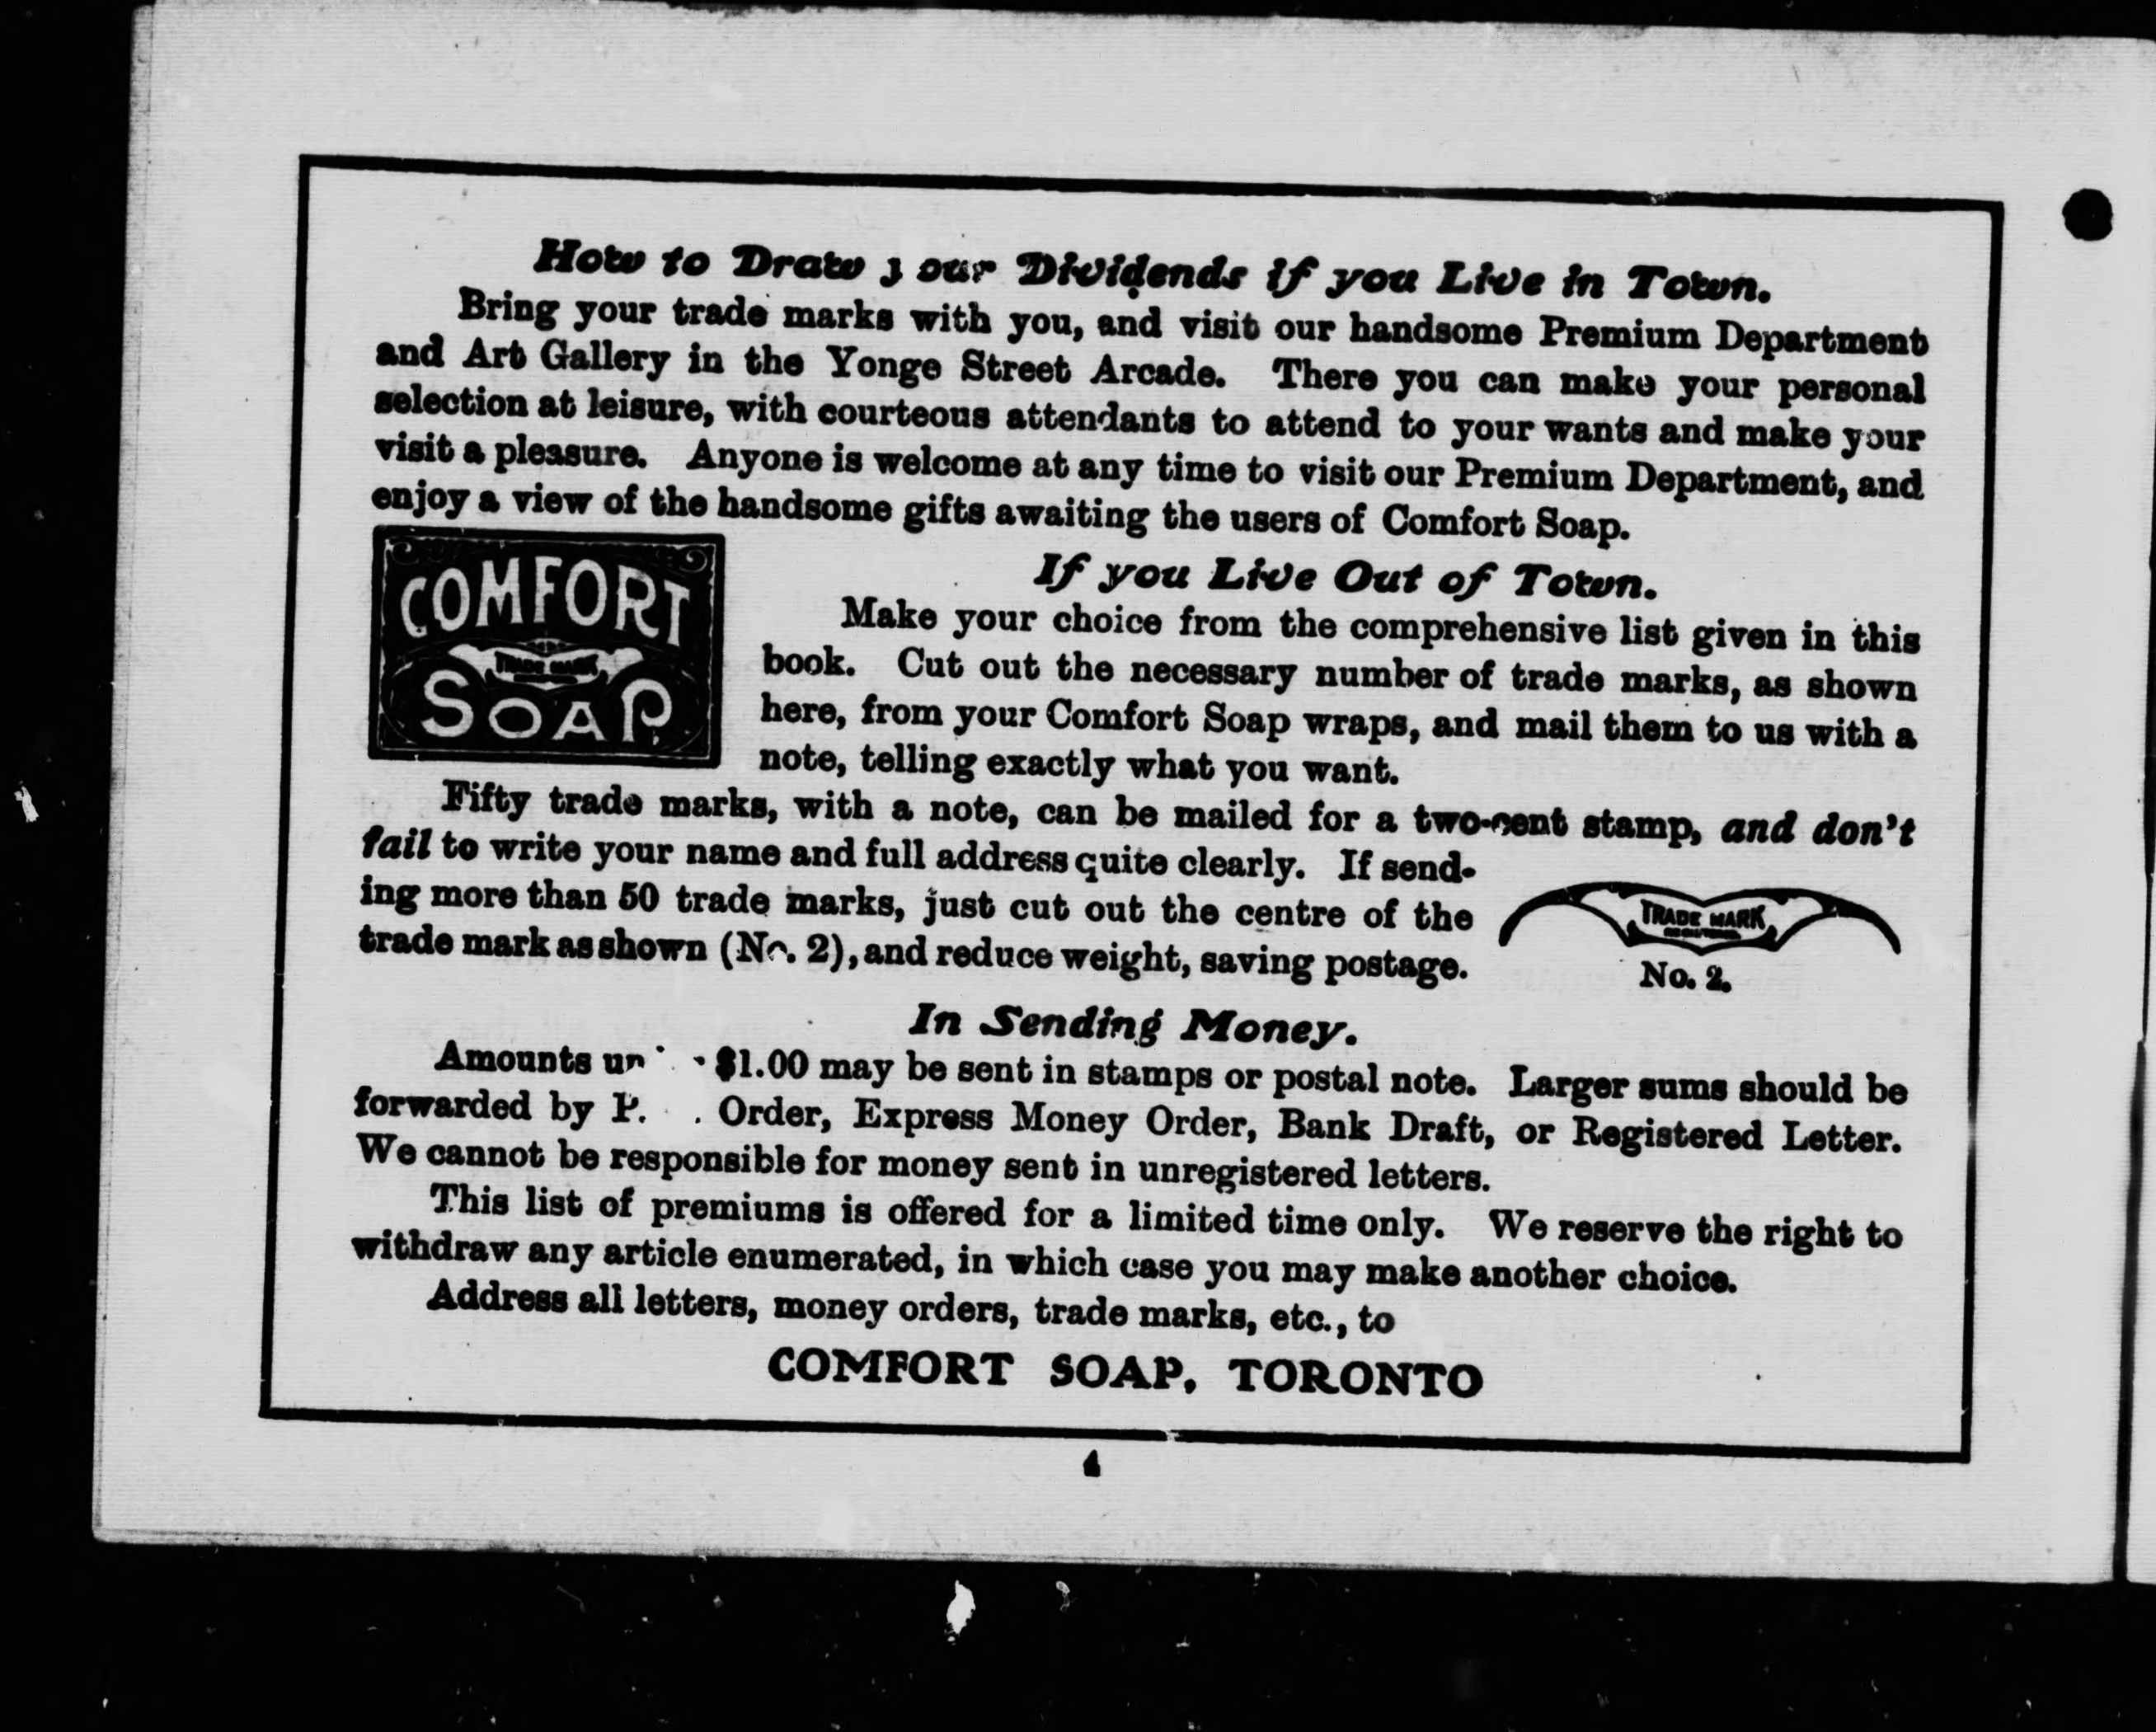 How to Draw your Dividends if you Live in Town.
Bring your trade marks with you, and visit our handsome Premium Department
and Art Gallery in the Yonge Street Arcade. There you can make your personal
selection at leisure, with courteous attendants to attend to your wants and make your
visit a pleasure. Anyone is welcome at any time to visit our Premium Department, and
enjoy a view of the handsome gifts awaiting the users of Comfort Soap.
COMFORT
TRADE MARK
SOAP
If you Live Out of Town.
Make your choice from the comprehensive list given in this
book. Cut out the necessary number of trade marks, as shown
here, from your Comfort Soap wraps, and mail them to us with a
note, telling exactly what you want.
Fifty trade marks, with a note, can be mailed for a two-cent stamp, and don't
fail to write your name and full address quite clearly. If send-
ing more than 50 trade marks, just cut out the centre of the
trade mark as shown (No. 2), and reduce weight, saving postage.
TRADE MARK
No. 2.
In Sending Money.
Amounts $1.00 may be sent in stamps or postal note. Larger sums should be
forwarded by P. Order, Express Money Order, Bank Draft, or Registered Letter.
We cannot be responsible for money sent in unregistered letters.
This list of premiums is offered for a limited time only. We reserve the right to
withdraw any article enumerated, in which case you may make another choice.
Address all letters, money orders, trade marks, etc., to
COMFORT SOAP, TORONTO
4